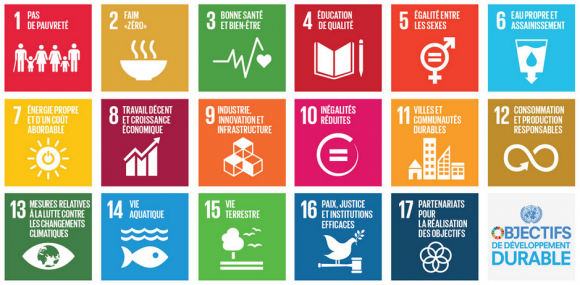 1 PAS
DE PAUVRETÉ
2 FAIM
«ZÉRO»
3 BONNE SANTÉ
ET BIEN-ÊTRE
4 ÉDUCATION
DE QUALITÉ
5 ÉGALITÉ ENTRE
LES SEXES
6 EAU PROPRE ET
ASSAINISSEMENT
7 ÉNERGIE PROPRE
ET D'UN COÛT
ABORDABLE
8 TRAVAIL DÉCENT
ET CROISSANCE
ÉCONOMIQUE
9 INDUSTRIE,
INNOVATION ET
INFRASTRUCTURE
10 INÉGALITÉS
RÉDUITES
11 VILLES ET
COMMUNAUTÉS
DURABLES
12 CONSOMMATION
ET PRODUCTION
RESPONSABLES
13 MESURES RELATIVES
À LA LUTTE CONTRE
LES CHANGEMENTS
CLIMATIQUES
14 VIE
AQUATIQUE
15 VIE
TERRESTRE
16 PAIX, JUSTICE
ET INSTITUTIONS
EFFICACES
17 PARTENARIATS
POUR
LA RÉALISATION
DES OBJECTIFS
OBJECTIFS
DE DÉVELOPPEMENT
DURABLE